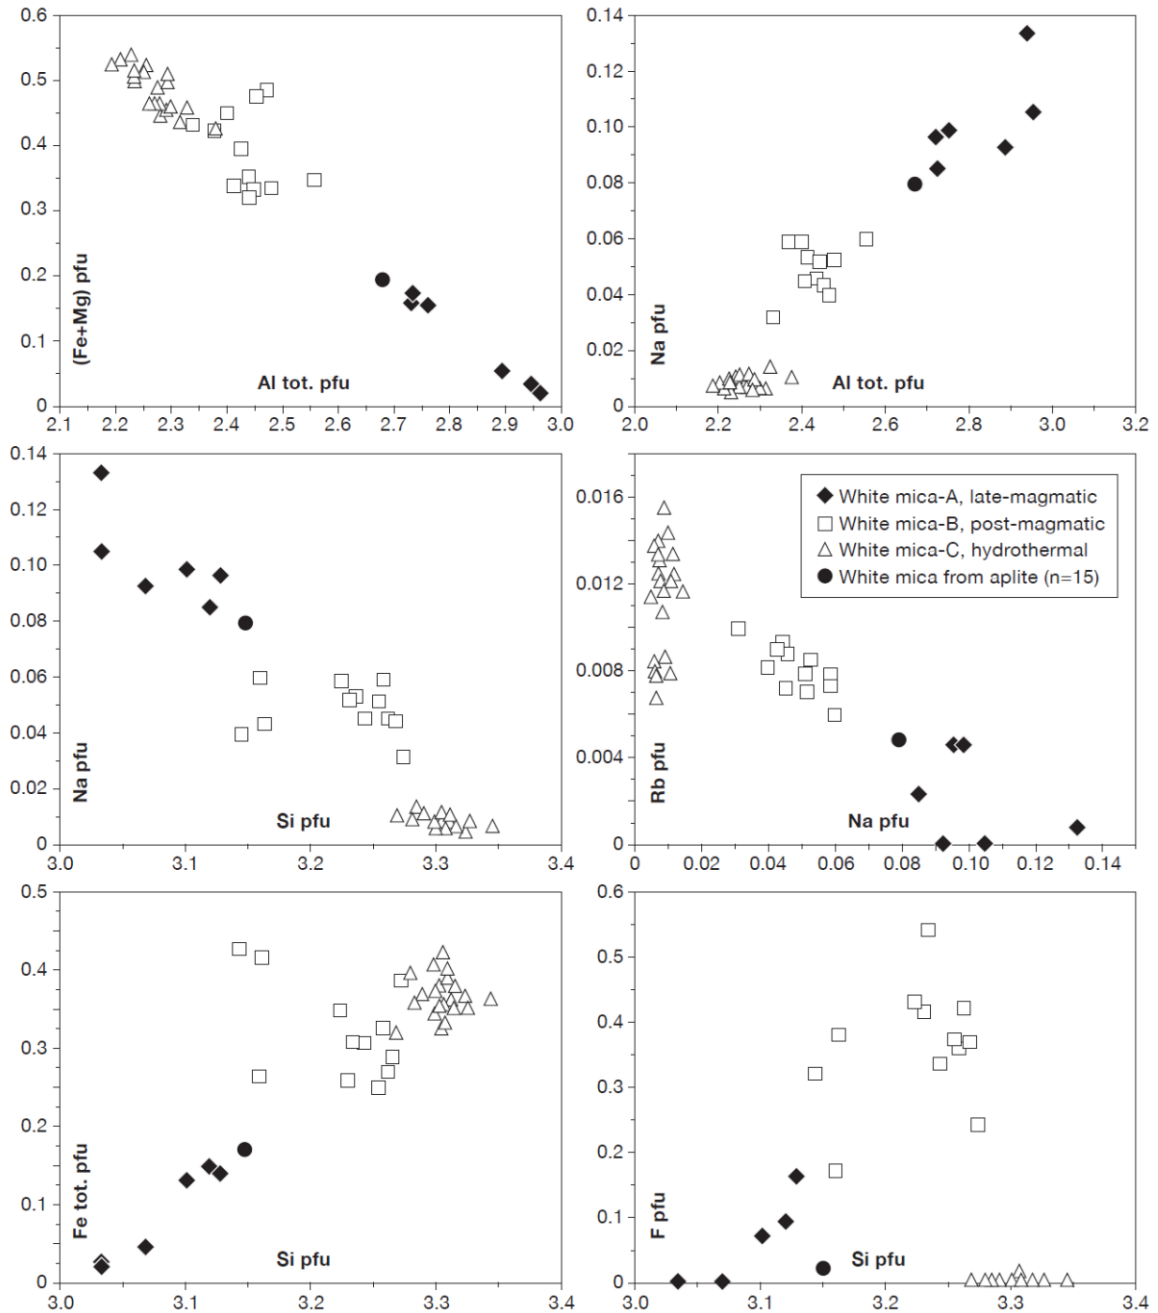 0.6
0.5
0.4
0.3
0.2
0.1
0
(Fe+Mg) pfu
Al tot. pfu
2.1 2.2 2.3 2.4 2.5 2.6 2.7 2.8 2.9 3.0
0.14
0.12
0.10
0.08
0.06
0.04
0.02
0
Na pfu
Al tot. pfu
2.0 2.2 2.4 2.6 2.8 3.0 3.2
0.14
0.12
0.10
0.08
0.06
0.04
0.02
0
Na pfu
Si pfu
3.0 3.1 3.2 3.3 3.4
0.016
0.012
0.008
0.004
0
Rb pfu
White mica-A, late-magmatic
White mica-B, post-magmatic
White mica-C, hydrothermal
White mica from aplite (n=15)
Na pfu
0 0.02 0.04 0.06 0.08 0.10 0.12 0.14
0.5
0.4
0.3
0.2
0.1
0
Fe tot. pfu
Si pfu
3.0 3.1 3.2 3.3 3.4
0.6
0.5
0.4
0.3
0.2
0.1
0
F pfu
Si pfu
3.0 3.1 3.2 3.3 3.4